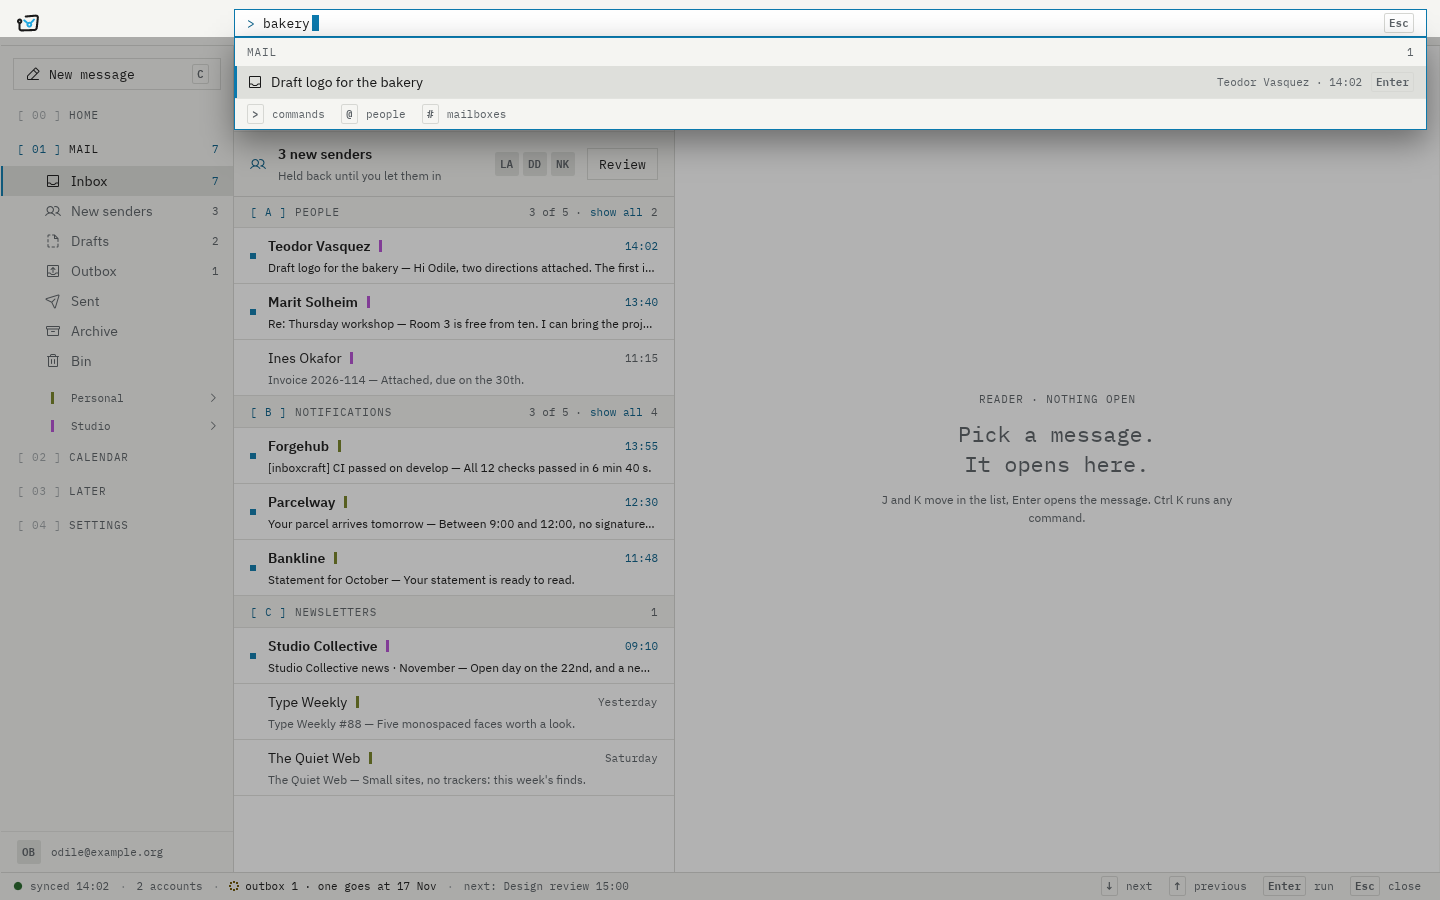 > bakery Esc
MAIL 1
Draft logo for the bakery Teodor Vasquez · 14:02 Enter
> commands @ people # mailboxes
New message C
[ 00 ] HOME
[ 01 ] MAIL 7
Inbox 7
New senders 3
Drafts 2
Outbox 1
Sent
Archive
Bin
Personal
Studio
[ 02 ] CALENDAR
[ 03 ] LATER
[ 04 ] SETTINGS
OB odile@example.org
3 new senders
Held back until you let them in
LA DD NK Review
[ A ] PEOPLE 3 of 5 · show all 2
Teodor Vasquez 14:02
Draft logo for the bakery — Hi Odile, two directions attached. The first i…
Marit Solheim 13:40
Re: Thursday workshop — Room 3 is free from ten. I can bring the proj…
Ines Okafor 11:15
Invoice 2026-114 — Attached, due on the 30th.
[ B ] NOTIFICATIONS 3 of 5 · show all 4
Forgehub 13:55
[inboxcraft] CI passed on develop — All 12 checks passed in 6 min 40 s.
Parcelway 12:30
Your parcel arrives tomorrow — Between 9:00 and 12:00, no signature…
Bankline 11:48
Statement for October — Your statement is ready to read.
[ C ] NEWSLETTERS 1
Studio Collective 09:10
Studio Collective news · November — Open day on the 22nd, and a ne…
Type Weekly Yesterday
Type Weekly #88 — Five monospaced faces worth a look.
The Quiet Web Saturday
The Quiet Web — Small sites, no trackers: this week's finds.
READER · NOTHING OPEN
Pick a message.
It opens here.
J and K move in the list, Enter opens the message. Ctrl K runs any
command.
synced 14:02 · 2 accounts · outbox 1 · one goes at 17 Nov · next: Design review 15:00
↓ next ↑ previous Enter run Esc close